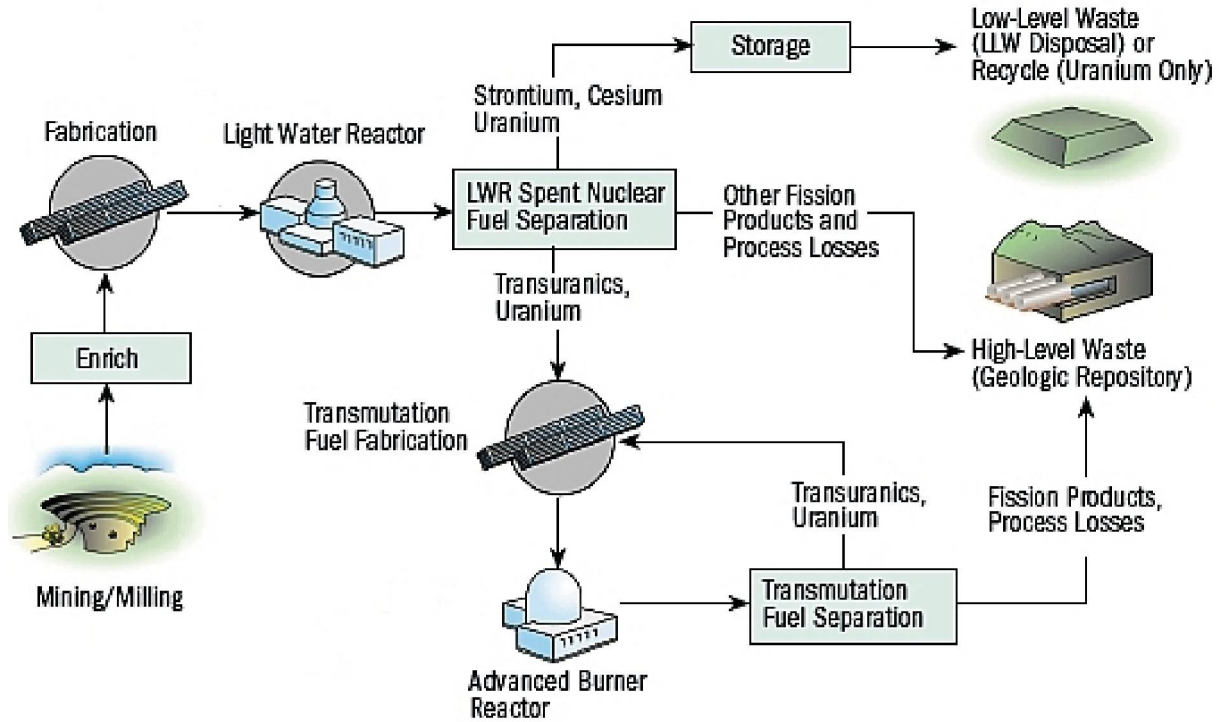 Storage
Low-Level Waste
(LLW Disposal) or
Recycle (Uranium Only)
Strontium, Cesium
Uranium
Fabrication
Light Water Reactor
LWR Spent Nuclear
Fuel Separation
Other Fission
Products and
Process Losses
Transuranics,
Uranium
Enrich
High-Level Waste
(Geologic Repository)
Transmutation
Fuel Fabrication
Transuranics,
Uranium
Fission Products,
Process Losses
Mining/Milling
Transmutation
Fuel Separation
Advanced Burner
Reactor